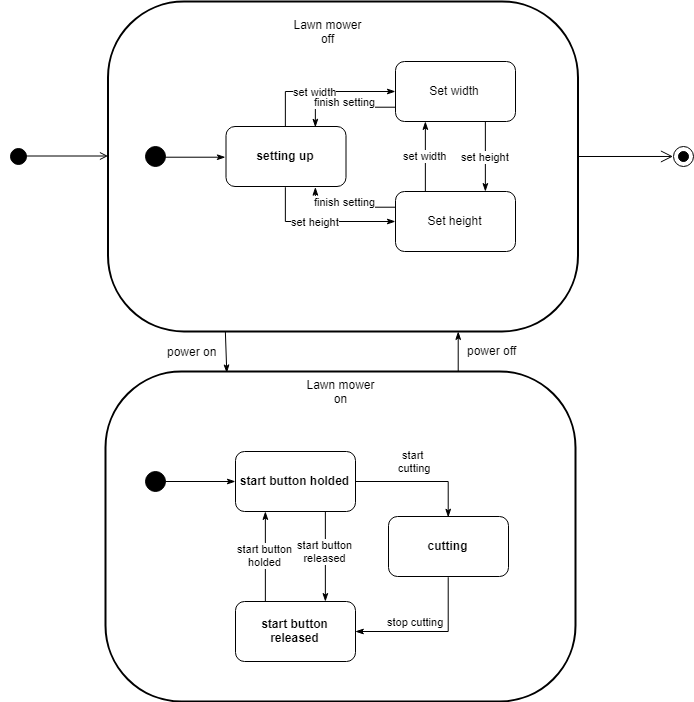 Lawn mower
off
set width
finish setting
Set width
setting up
set width
set height
finish setting
set height
Set height
power on
power off
Lawn mower
on
start
cutting
start button holded
cutting
start button
holded
start button
released
start button
released
stop cutting